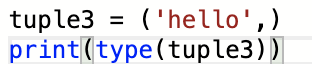 tuple3 = ('hello',)
print(type(tuple3))